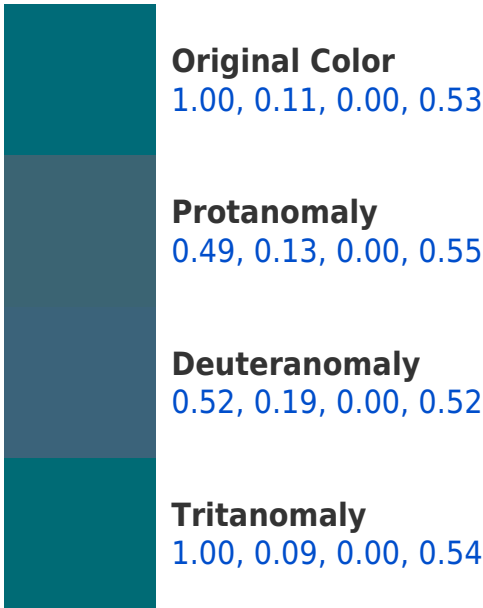 Original Color
1.00, 0.11, 0.00, 0.53
Protanomaly
0.49, 0.13, 0.00, 0.55
Deuteranomaly
0.52, 0.19, 0.00, 0.52
Tritanomaly
1.00, 0.09, 0.00, 0.54